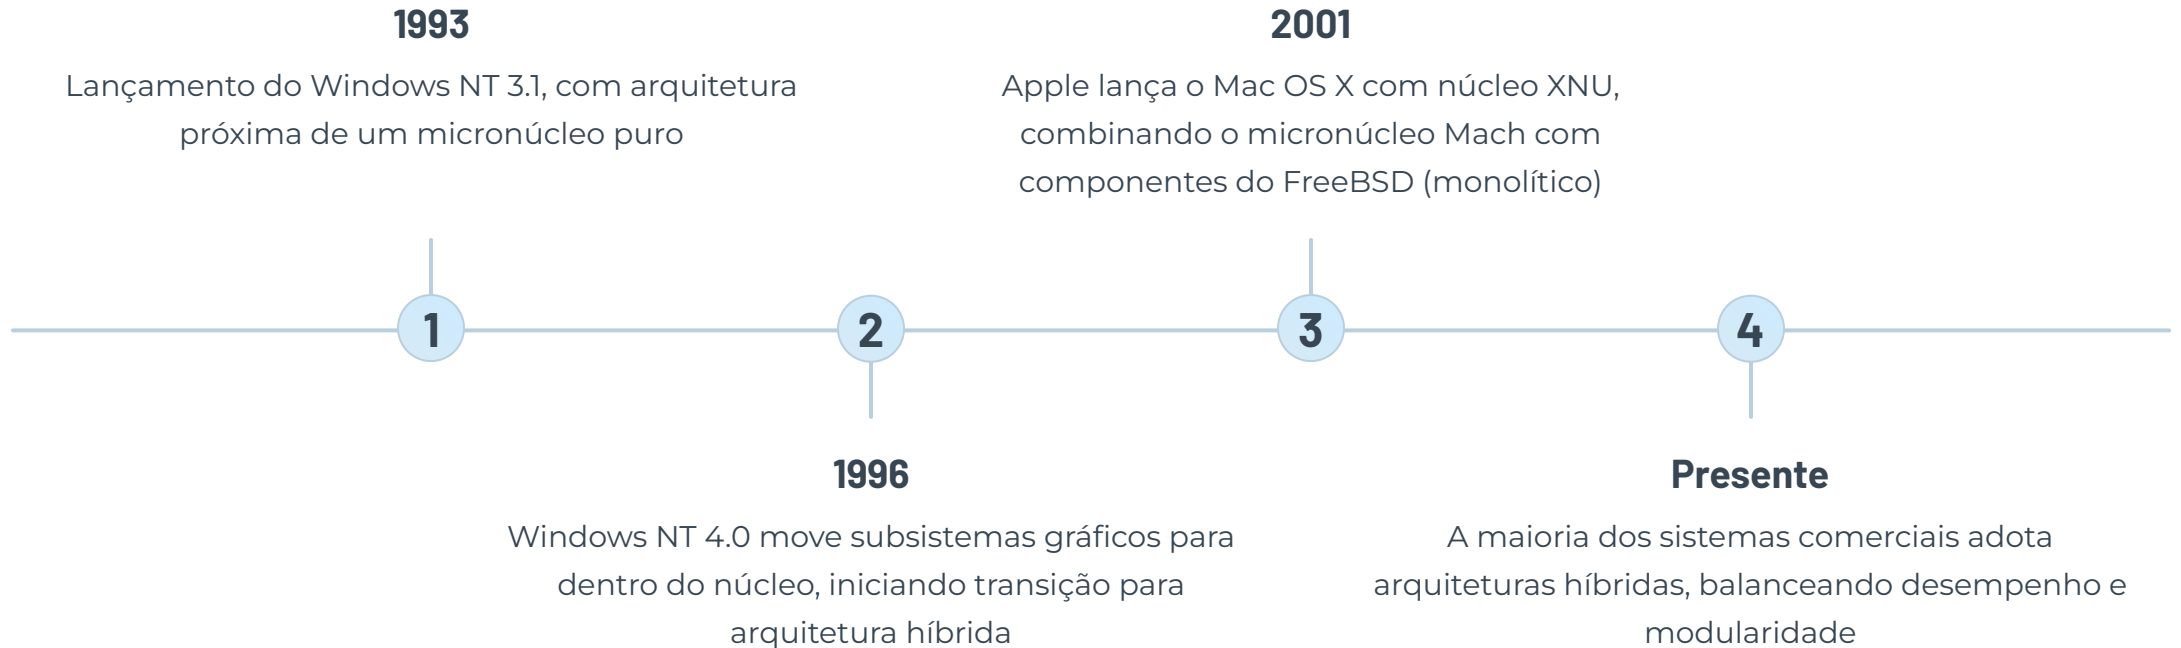 1993
Lançamento do Windows NT 3.1, com arquitetura
próxima de um micronúcleo puro
2001
Apple lança o Mac OS X com núcleo XNU,
combinando o micronúcleo Mach com
componentes do FreeBSD (monolítico)
1
2
3
4
1996
Windows NT 4.0 move subsistemas gráficos para
dentro do núcleo, iniciando transição para
arquitetura híbrida
Presente
A maioria dos sistemas comerciais adota
arquiteturas híbridas, balanceando desempenho e
modularidade